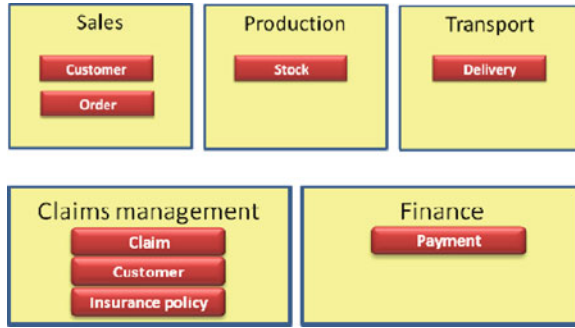 Sales
Customer
Order
Production
Stock
Transport
Delivery
Claims management
Claim
Customer
Insurance policy
Finance
Payment